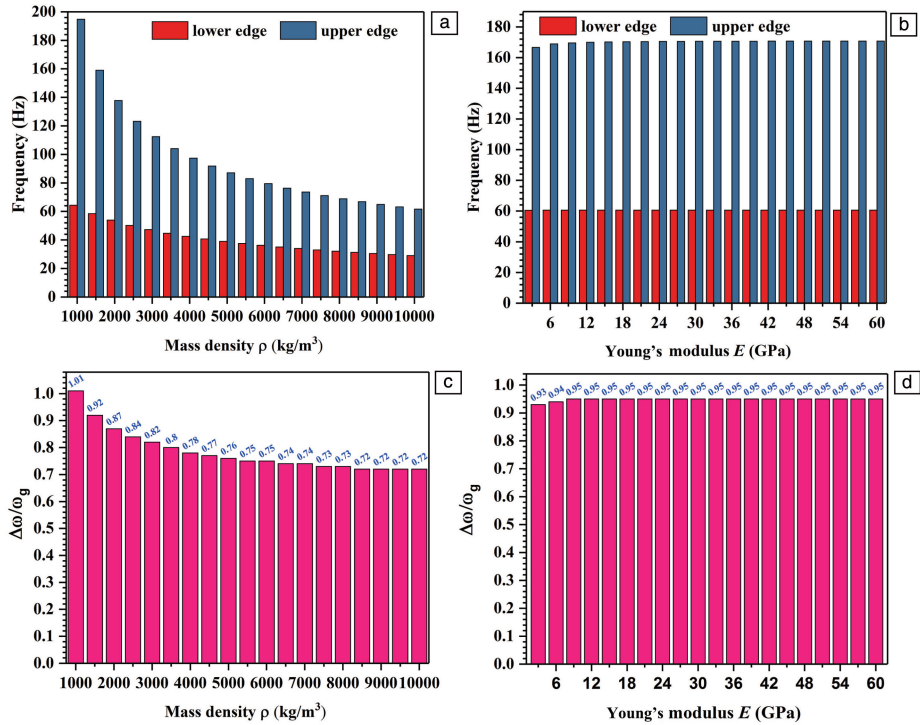 a
lower edge upper edge
200
180
160
140
120
100
80
60
40
20
0
Frequency (Hz)
1000 2000 3000 4000 5000 6000 7000 8000 9000 10000
Mass density ρ (kg/m³)
b
lower edge upper edge
180
160
140
120
100
80
60
40
20
0
Frequency (Hz)
6 12 18 24 30 36 42 48 54 60
Young's modulus E (GPa)
c
1.01 0.92 0.87 0.84 0.82 0.8 0.78 0.77 0.76 0.75 0.75 0.74 0.74 0.73 0.73 0.72 0.72 0.72 0.72
1.0
0.9
0.8
0.7
0.6
0.5
0.4
0.3
0.2
0.1
0.0
Δω/ωg
1000 2000 3000 4000 5000 6000 7000 8000 9000 10000
Mass density ρ (kg/m³)
d
0.93 0.94 0.95 0.95 0.95 0.95 0.95 0.95 0.95 0.95 0.95 0.95 0.95 0.95 0.95 0.95 0.95 0.95 0.95 0.95
1.0
0.9
0.8
0.7
0.6
0.5
0.4
0.3
0.2
0.1
0.0
Δω/ωg
6 12 18 24 30 36 42 48 54 60
Young's modulus E (GPa)